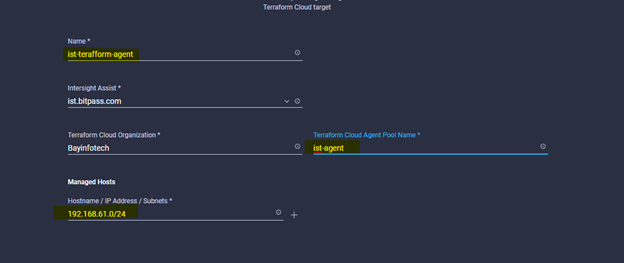 Terraform Cloud target
Name *
ist-terafform-agent
Intersight Assist *
ist.bitpass.com
Terraform Cloud Organization *
Bayinfotech
Terraform Cloud Agent Pool Name *
ist-agent
Managed Hosts
Hostname / IP Address / Subnets *
192.168.61.0/24